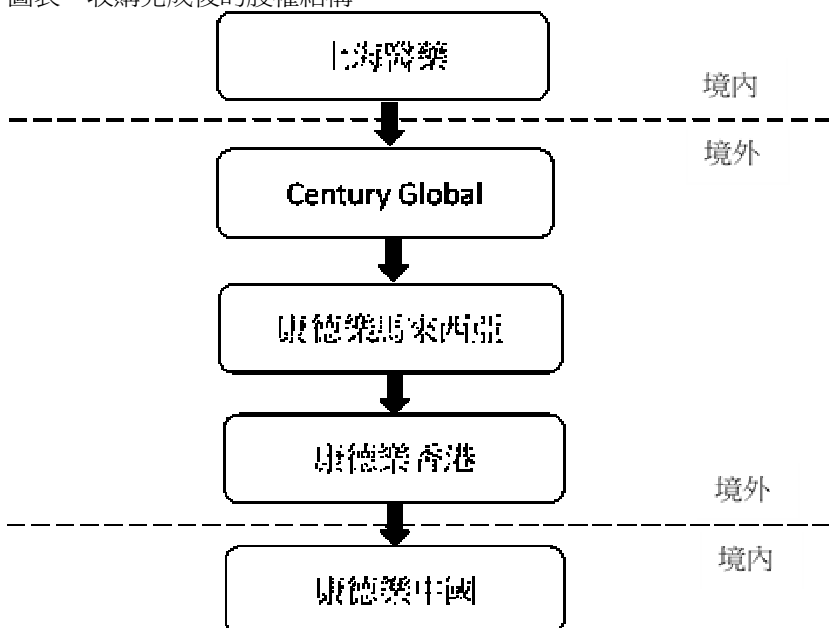 圖表 收購完成後的股權結構
上海醫藥
境內
境外
Century Global
康德樂馬來西亞
康德樂香港
境外
境內
康德樂中國